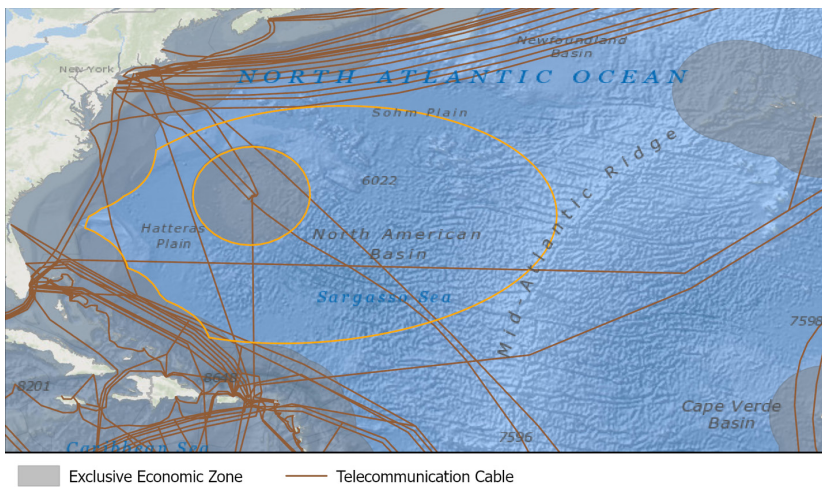 Newfoundland
Basin
New York
NORTH ATLANTIC OCEAN
Sohm Plain
6022
Mid-Atlantic Ridge
Hatteras
Plain
North American
Basin
Sargasso Sea
7598
8201
Cape Verde
Basin
7596
Caribbean Sea
Exclusive Economic Zone
Telecommunication Cable